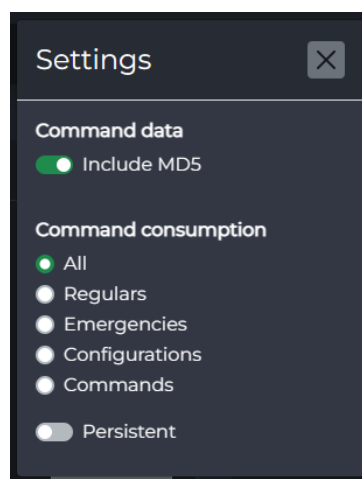 Settings
Command data
Include MD5
Command consumption
All
Regulars
Emergencies
Configurations
Commands
Persistent